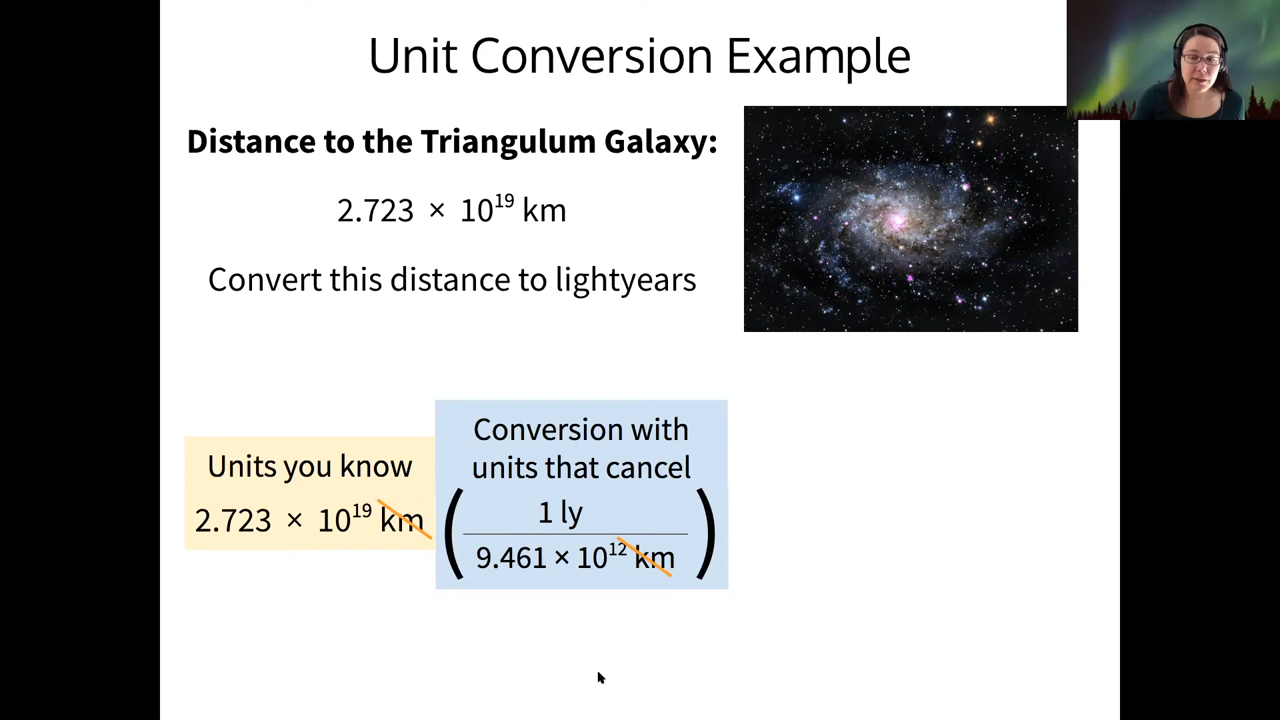 Unit Conversion Example
Distance to the Triangulum Galaxy:
2.723 × 10¹⁹ km
Convert this distance to lightyears
Conversion with
units that cancel
Units you know
2.723 × 10¹⁹ km
1 ly
9.461 × 10¹² km